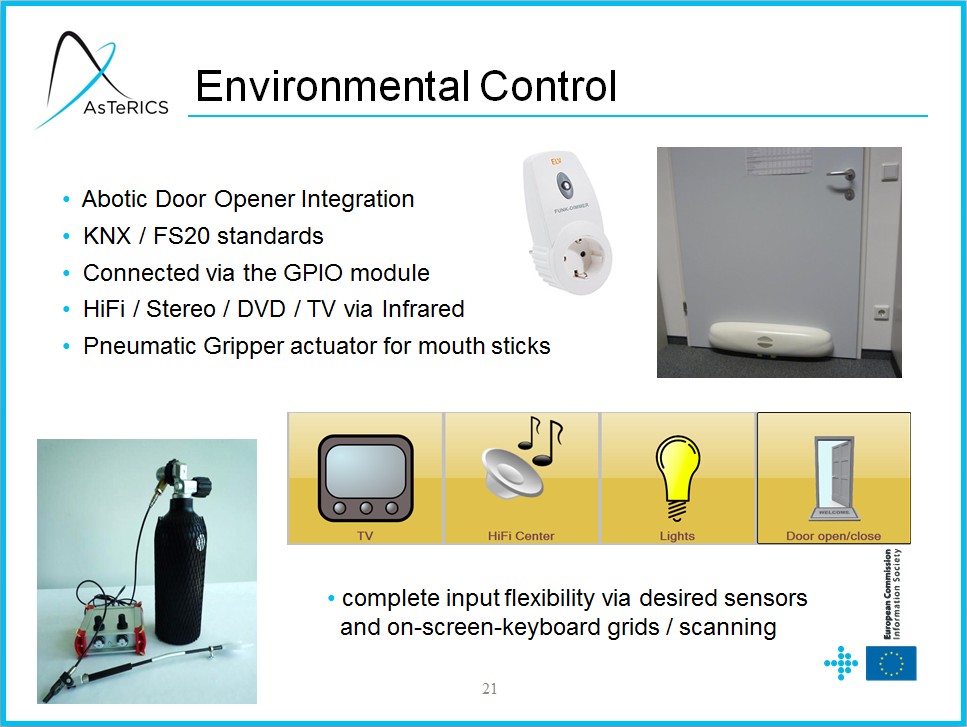 AsTeRICS
Environmental Control
• Abotic Door Opener Integration
• KNX / FS20 standards
• Connected via the GPIO module
• HiFi / Stereo / DVD / TV via Infrared
• Pneumatic Gripper actuator for mouth sticks
ELV
FUNK-DIMMER
TV
HiFi Center
Lights
WELCOME
Door open/close
• complete input flexibility via desired sensors
and on-screen-keyboard grids / scanning
European Commission
Information Society
21